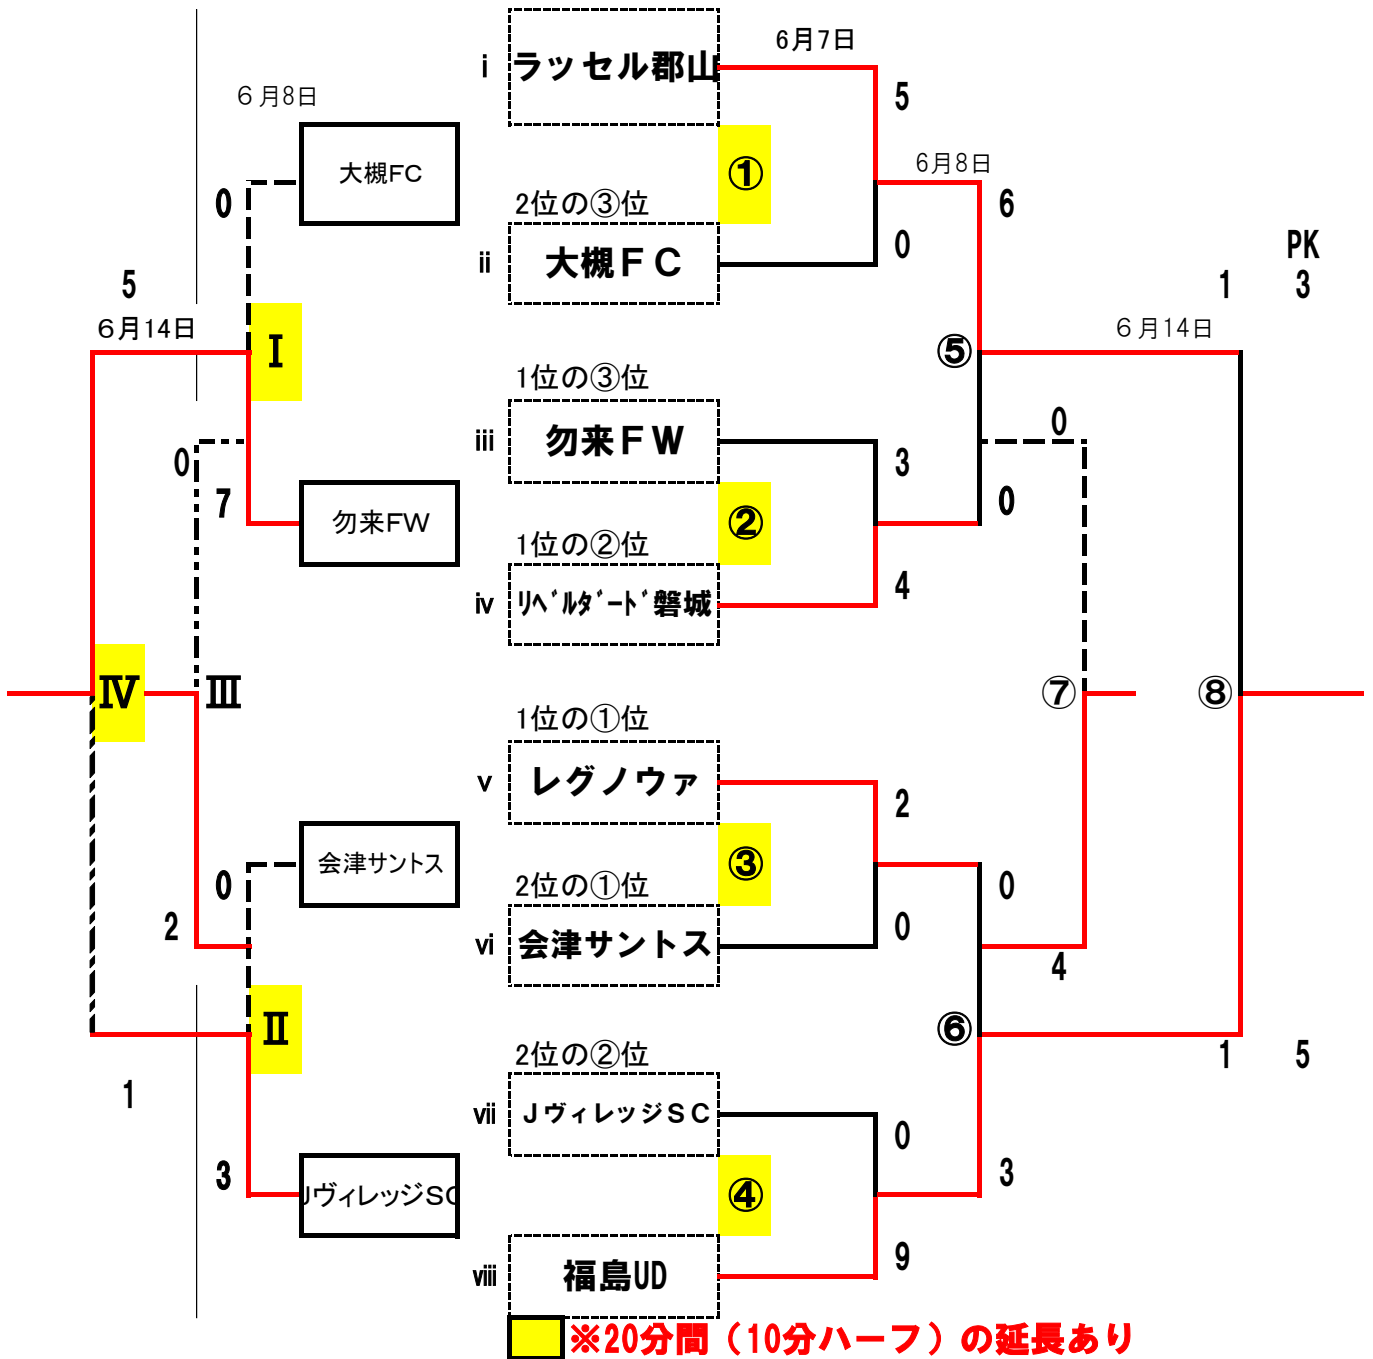 6月7日
i
ラッセル郡山
6月8日
5
大槻FC
①
6月8日
0
2位の③位
6
ii
大槻ＦＣ
0
PK
5
1
3
6月14日
6月14日
Ⅰ
⑤
1位の③位
0
iii
勿来ＦＷ
0
3
7
0
勿来FW
②
1位の②位
iv
ﾘﾍﾞﾙﾀﾞｰﾄﾞ磐城
4
Ⅳ
Ⅲ
⑦
⑧
1位の①位
v
レグノウァ
2
会津サントス
③
0
2位の①位
0
2
vi
会津サントス
0
4
Ⅱ
⑥
2位の②位
1
5
1
vii
ＪヴィレッジＳＣ
0
3
JヴィレッジSC
④
3
viii
福島UD
9
※20分間（10分ハーフ）の延長あり